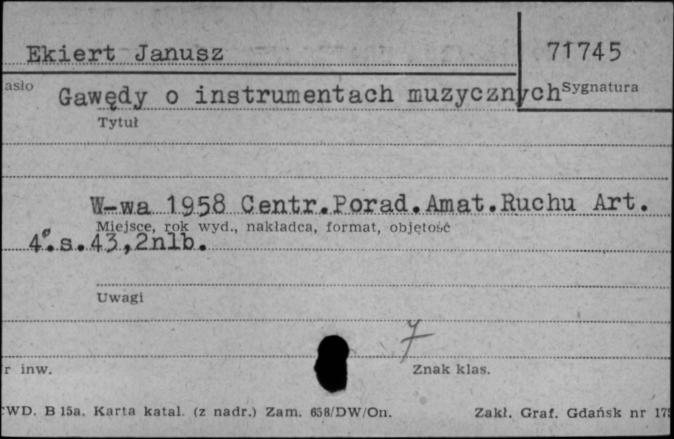 Ekiert Janusz
71745
asło
Sygnatura
Gawędy o instrumentach muzycznych
Tytuł
W-wa 1958 Centr.Porad.Amat.Ruchu Art.
Miejsce, rok wyd., nakładca, format, objętość
4°.s.43,2nlb.
Uwagi
7
r inw.
Znak klas.
WD. B 15a. Karta katal. (z nadr.) Zam. 658/DW/On.
Zakł. Graf. Gdańsk nr